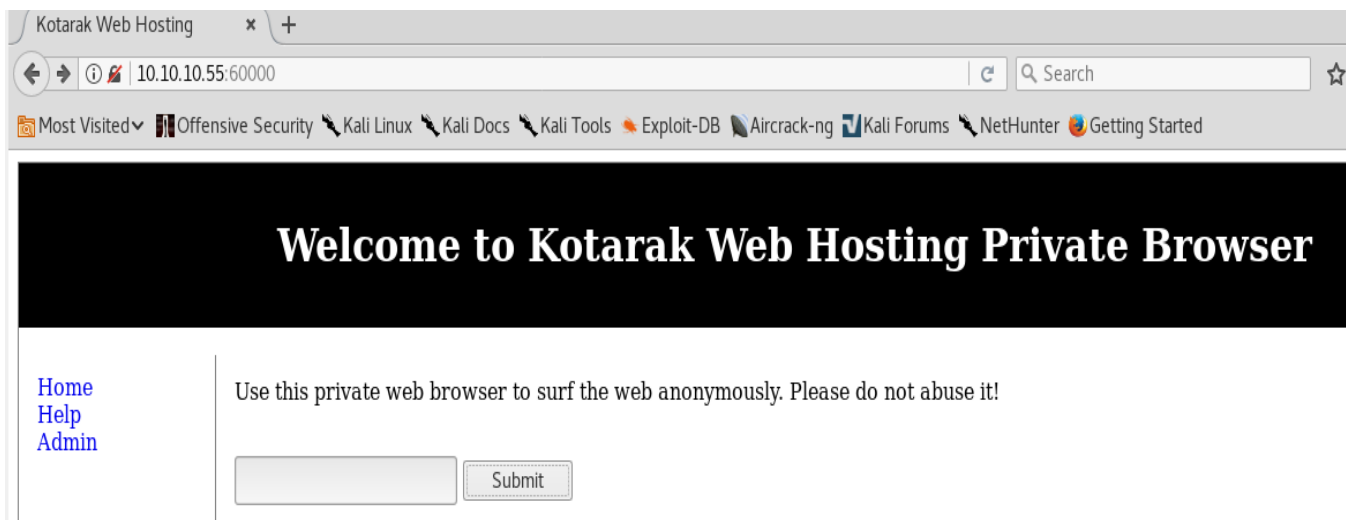 Kotarak Web Hosting
10.10.10.55:60000
Search
Most Visited Offensive Security Kali Linux Kali Docs Kali Tools Exploit-DB Aircrack-ng Kali Forums NetHunter Getting Started
Welcome to Kotarak Web Hosting Private Browser
Home
Help
Admin
Use this private web browser to surf the web anonymously. Please do not abuse it!
Submit